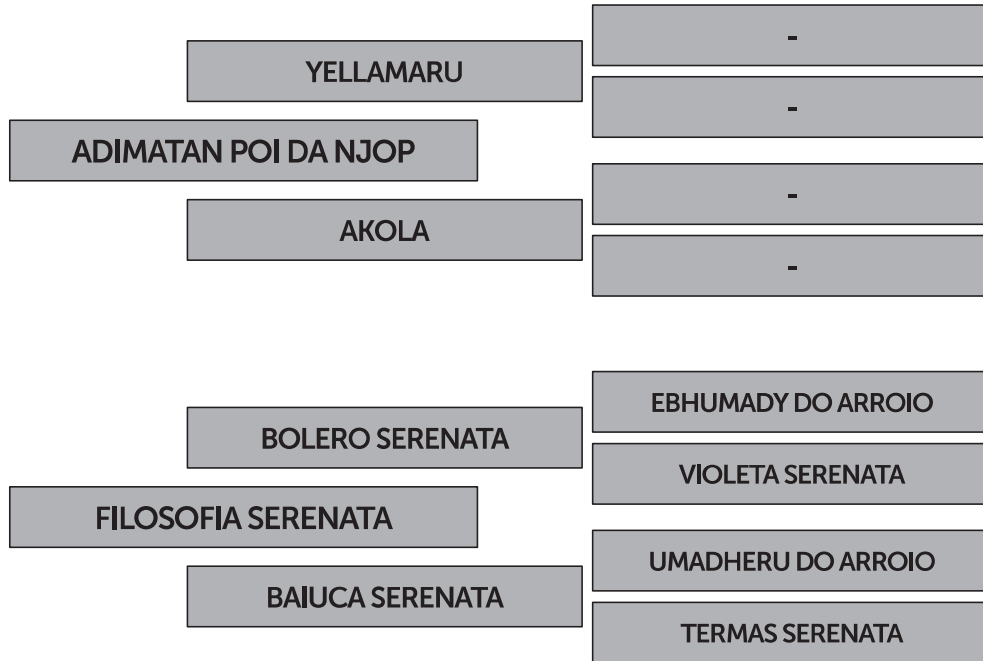 -
YELLAMARU
-
ADIMATAN POI DA NJOP
-
AKOLA
-
EBHUMADY DO ARROIO
BOLERO SERENATA
VIOLETA SERENATA
FILOSOFIA SERENATA
UMADHERU DO ARROIO
BAIUCA SERENATA
TERMAS SERENATA